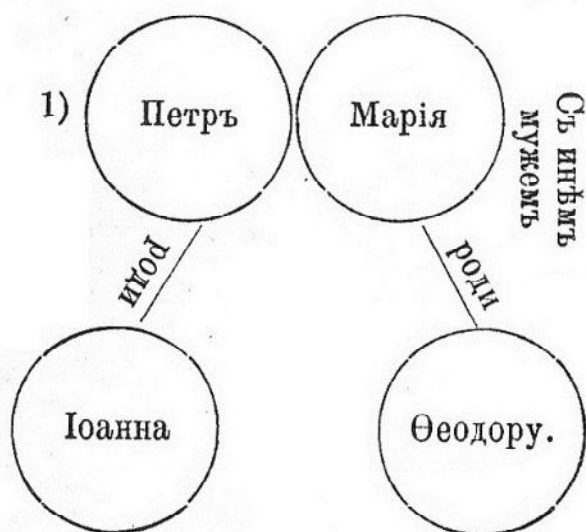 1) Петръ Марія
Съ инѣмъ
мужемъ
роди роди
Іоанна Ѳеодору.